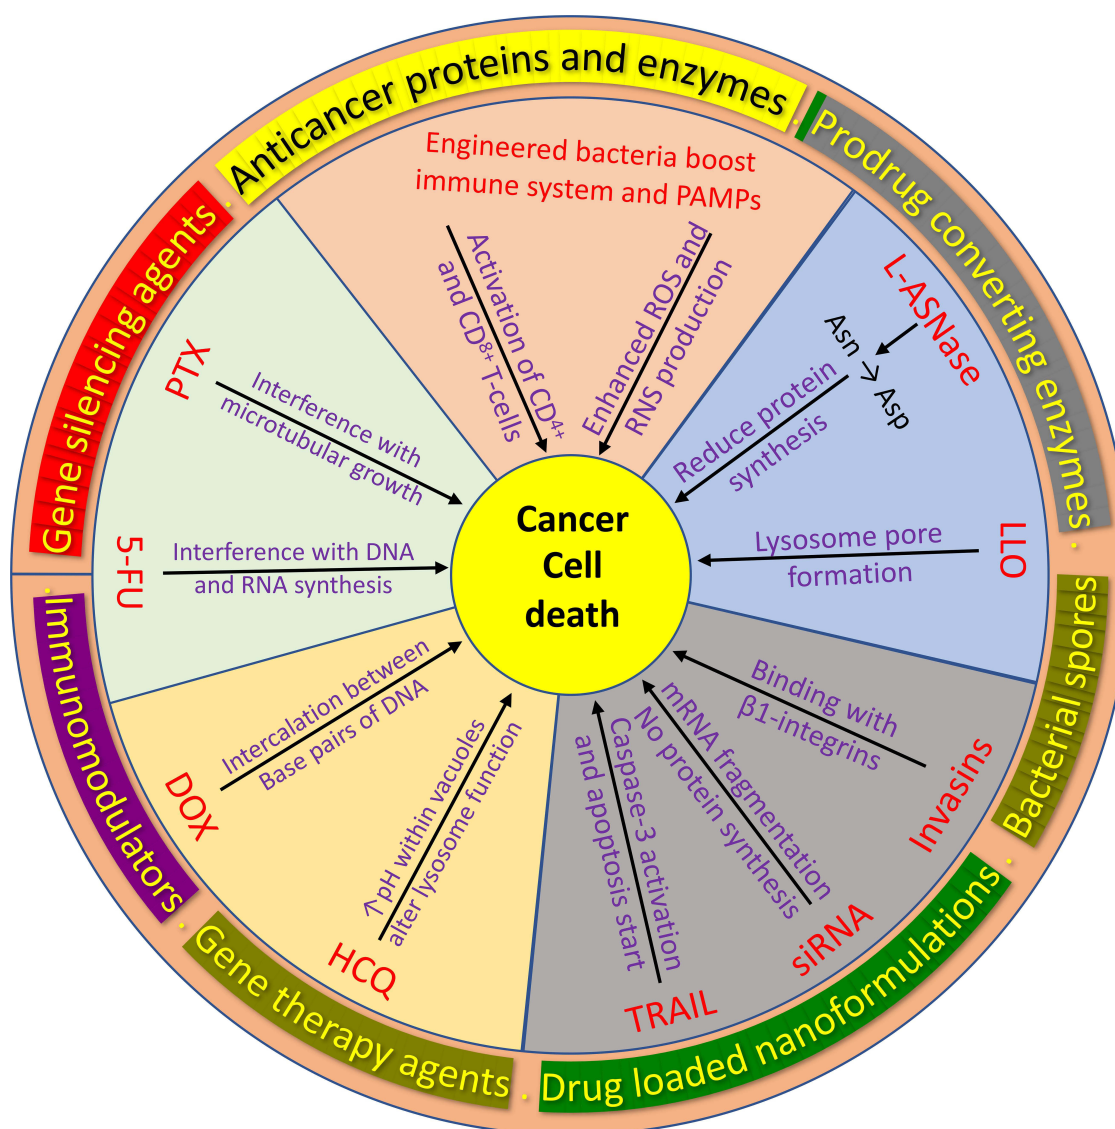 Anticancer proteins and enzymes .
Prodrug converting enzymes .
Bacterial spores .
Drug loaded nanoformulations .
Gene therapy agents .
Immunomodulators .
Gene silencing agents .
Engineered bacteria boost
immune system and PAMPs
Activation of CD4+
and CD8+ T-cells
Enhanced ROS and
RNS production
L-ASNase
Asn → Asp
Reduce protein
synthesis
LLO
Lysosome pore
formation
Invasins
Binding with
β1-integrins
siRNA
mRNA fragmentation
No protein synthesis
TRAIL
Caspase-3 activation
and apoptosis start
HCQ
↑pH within vacuoles
alter lysosome function
DOX
Intercalation between
Base pairs of DNA
5-FU
Interference with DNA
and RNA synthesis
PTX
Interference with
microtubular growth
Cancer
Cell
death